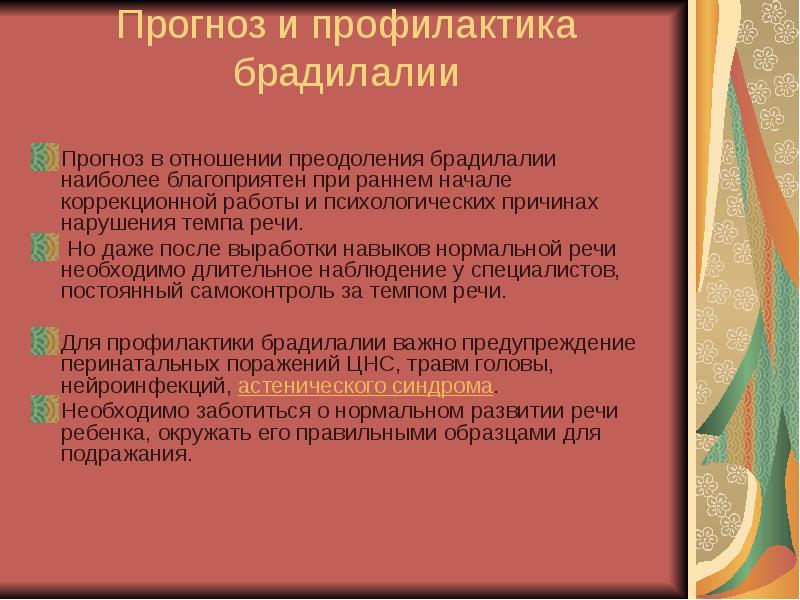 Прогноз и профилактика
брадилалии
Прогноз в отношении преодоления брадилалии
наиболее благоприятен при раннем начале
коррекционной работы и психологических причинах
нарушения темпа речи.
Но даже после выработки навыков нормальной речи
необходимо длительное наблюдение у специалистов,
постоянный самоконтроль за темпом речи.
Для профилактики брадилалии важно предупреждение
перинатальных поражений ЦНС, травм головы,
нейроинфекций, астенического синдрома.
Необходимо заботиться о нормальном развитии речи
ребенка, окружать его правильными образцами для
подражания.